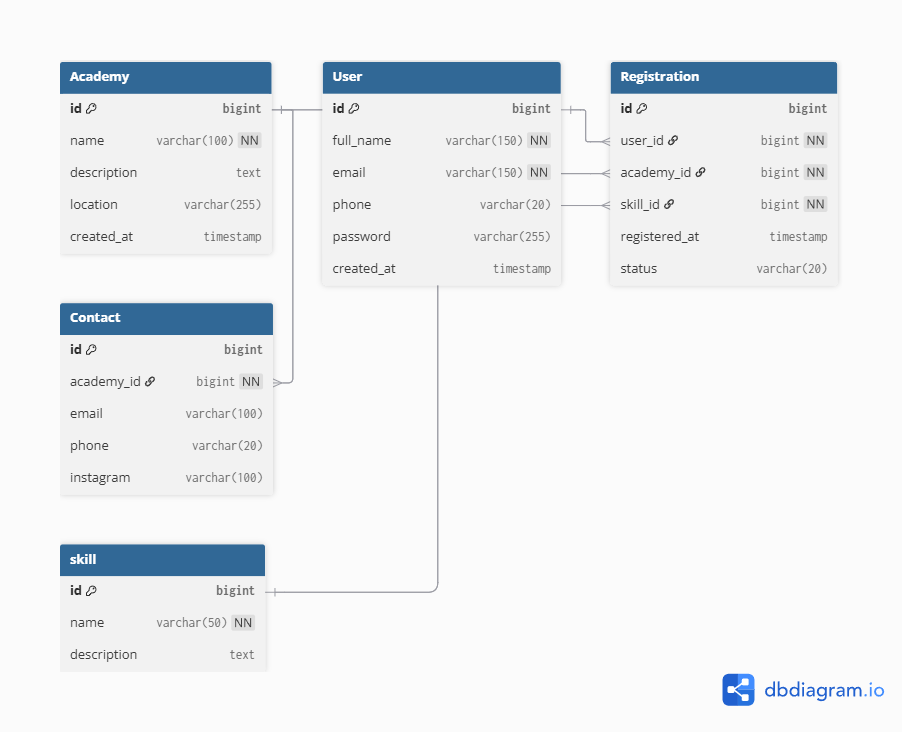 Academy
id bigint
name varchar(100) NN
description text
location varchar(255)
created_at timestamp
User
id bigint
full_name varchar(150) NN
email varchar(150) NN
phone varchar(20)
password varchar(255)
created_at timestamp
Registration
id bigint
user_id bigint NN
academy_id bigint NN
skill_id bigint NN
registered_at timestamp
status varchar(20)
Contact
id bigint
academy_id bigint NN
email varchar(100)
phone varchar(20)
instagram varchar(100)
skill
id bigint
name varchar(50) NN
description text
dbdiagram.io